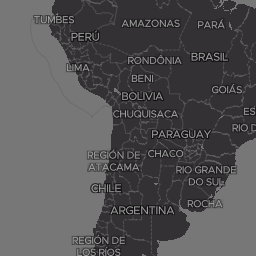 TUMBES
AMAZONAS
PARÁ
PERÚ
LIMA
RONDÔNIA
BRASIL
BENI
GOIÁS
BOLIVIA
CHUQUISACA
ES
RIO D
PARAGUAY
REGIÓN DE
ATACAMA
CHACO
RIO GRANDE
DO SUL
CHILE
ROCHA
ARGENTINA
REGIÓN DE
LOS RÍOS